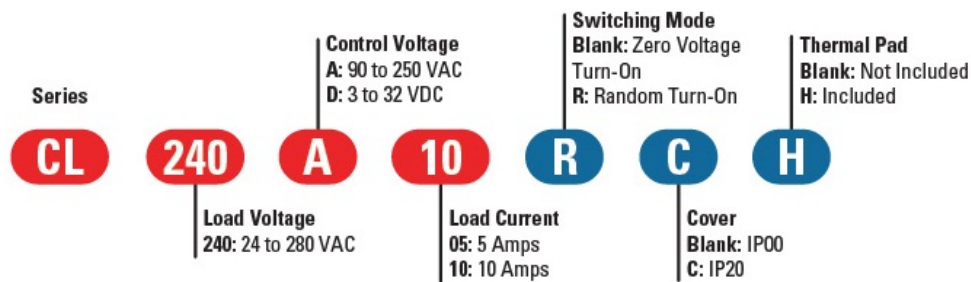 Switching Mode
Blank: Zero Voltage
Turn-On
R: Random Turn-On
Control Voltage
A: 90 to 250 VAC
D: 3 to 32 VDC
Thermal Pad
Blank: Not Included
H: Included
Series
CL 240 A 10 R C H
Load Voltage
240: 24 to 280 VAC
Load Current
05: 5 Amps
10: 10 Amps
Cover
Blank: IP00
C: IP20